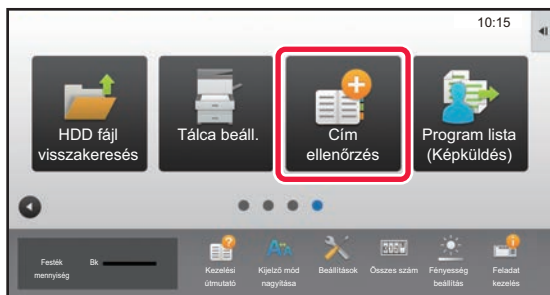 10:15
HDD fájl
visszakeresés
Tálca beáll.
Cím
ellenőrzés
Program lista
(Képküldés)
Festék
mennyiség
Bk
Kezelési
útmutató
Kijelző mód
nagyítása
Beállítások
Összes szám
Fényesség
beállítás
Feladat
kezelés